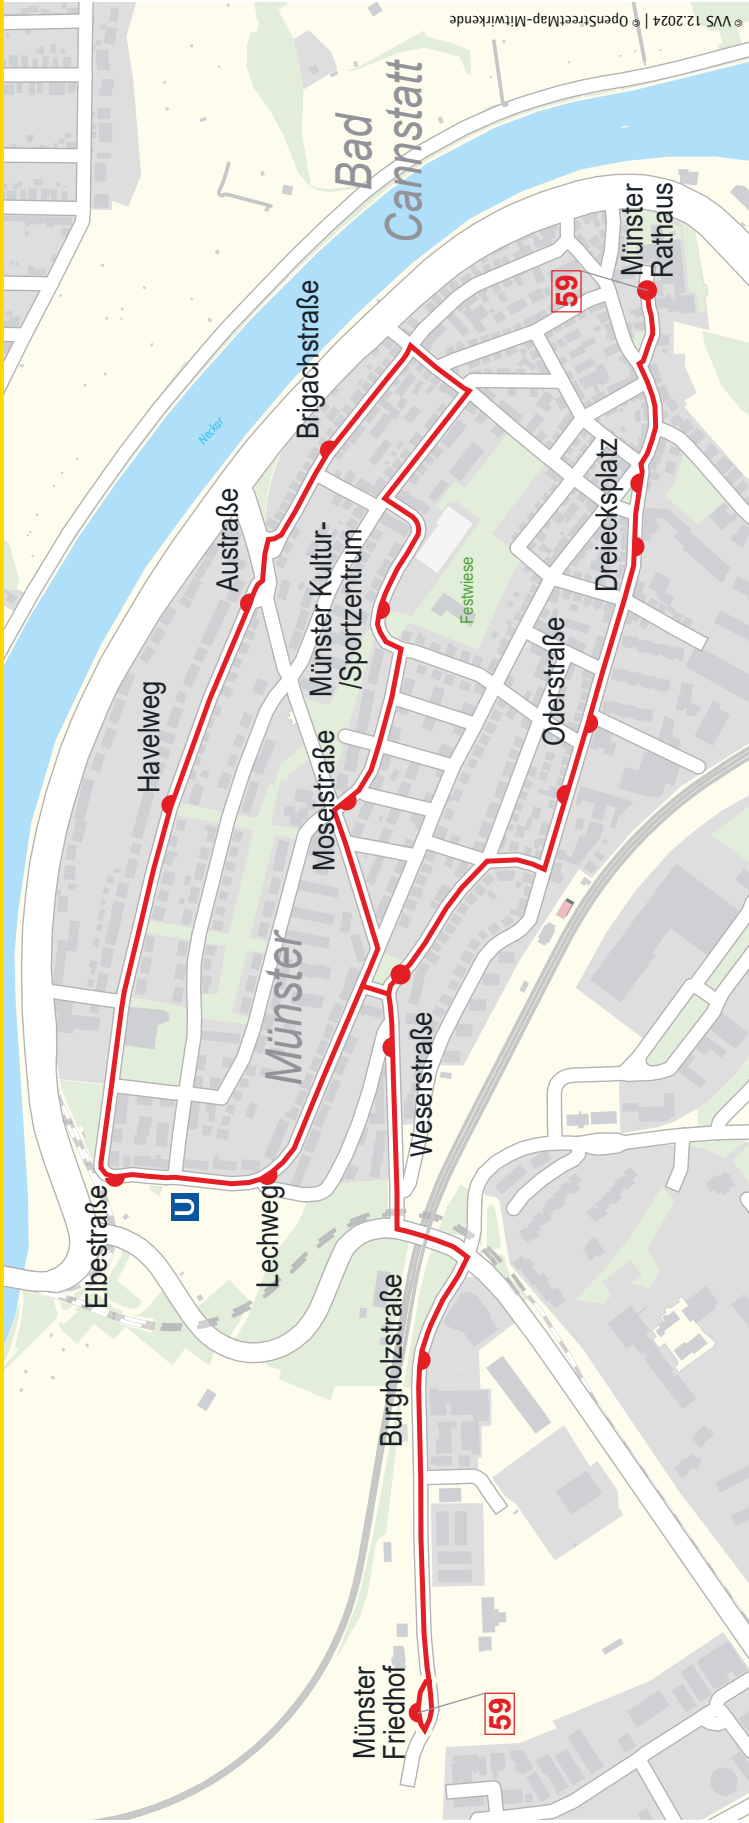 © VVS 12.2024 | © OpenStreetMap-Mitwirkende
Bad
Cannstatt
Neckar
Münster
Rathaus
59
Brigachstraße
Austraße
Dreiecksplatz
Münster Kultur-
/Sportzentrum
Festwiese
Oderstraße
Havelweg
Moselstraße
Münster
Weserstraße
Elbestraße
U
Lechweg
Burgholzstraße
Münster
Friedhof
59